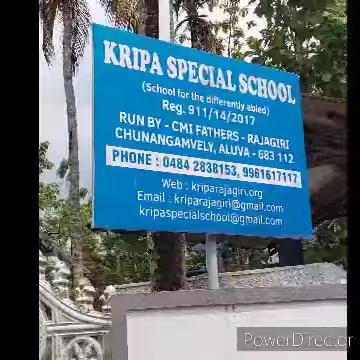 KRIPA SPECIAL SCHOOL
(School for the differently abled)
Reg. 911/14/2017
RUN BY - CMI FATHERS - RAJAGIRI
CHUNANGAMVELY, ALUVA - 683 112
PHONE : 0484 2838153, 9961617117
Web : kriparajagiri.org
Email : kriparajagiri@gmail.com
kripaspecialschool@gmail.com
PowerDirector